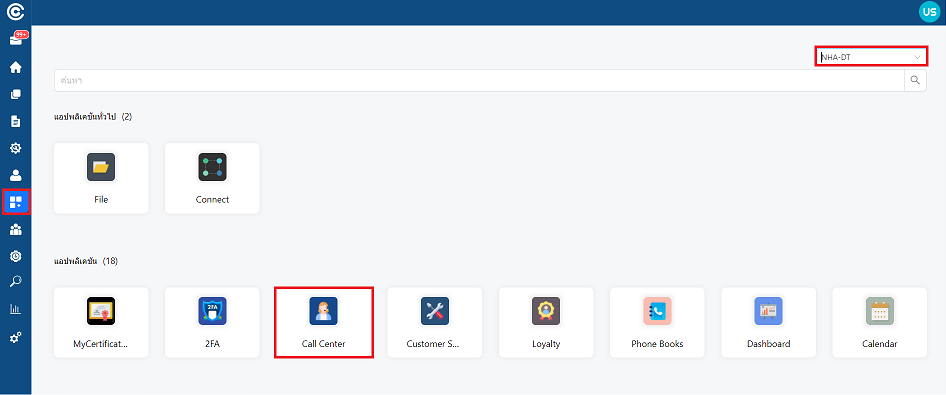 US
99+
NHA-DT
ค้นหา
แอปพลิเคชันทั่วไป (2)
File
Connect
แอปพลิเคชัน (18)
2FA
MyCertificat...
2FA
Call Center
Customer S...
Loyalty
Phone Books
Dashboard
Calendar